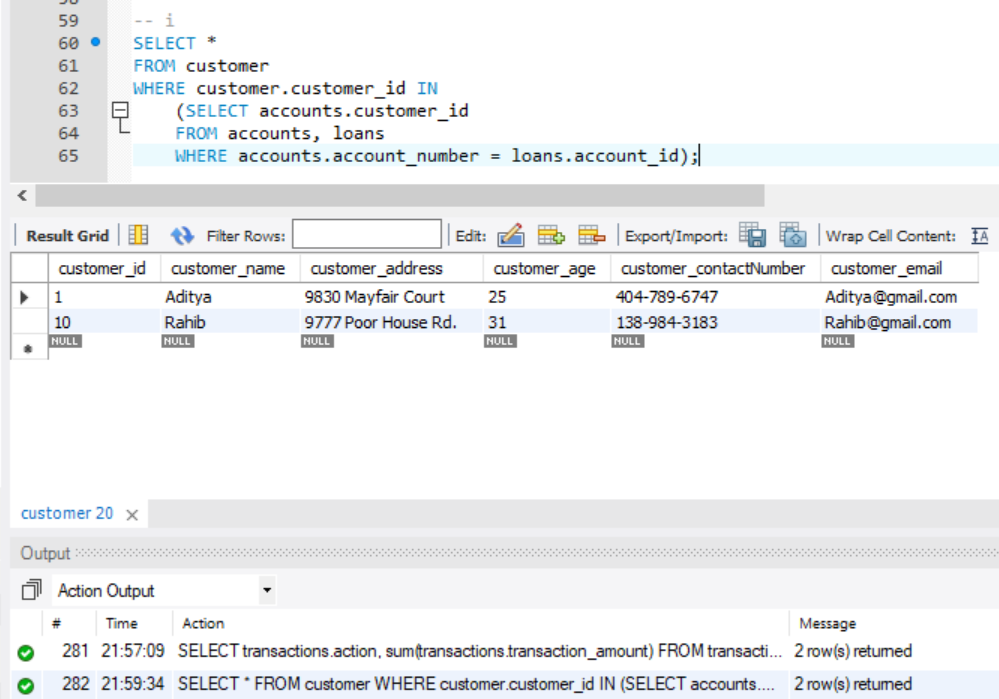 58
59 -- i
60 SELECT *
61 FROM customer
62 WHERE customer.customer_id IN
63 (SELECT accounts.customer_id
64 FROM accounts, loans
65 WHERE accounts.account_number = loans.account_id);
Result Grid Filter Rows: Edit: Export/Import: Wrap Cell Content: IA
customer_id customer_name customer_address customer_age customer_contactNumber customer_email
1 Aditya 9830 Mayfair Court 25 404-789-6747 Aditya@gmail.com
10 Rahib 9777 Poor House Rd. 31 138-984-3183 Rahib@gmail.com
NULL NULL NULL NULL NULL NULL
customer 20
Output
Action Output
# Time Action Message
281 21:57:09 SELECT transactions.action, sum(transactions.transaction_amount) FROM transacti... 2 row(s) returned
282 21:59:34 SELECT * FROM customer WHERE customer.customer_id IN (SELECT accounts.... 2 row(s) returned